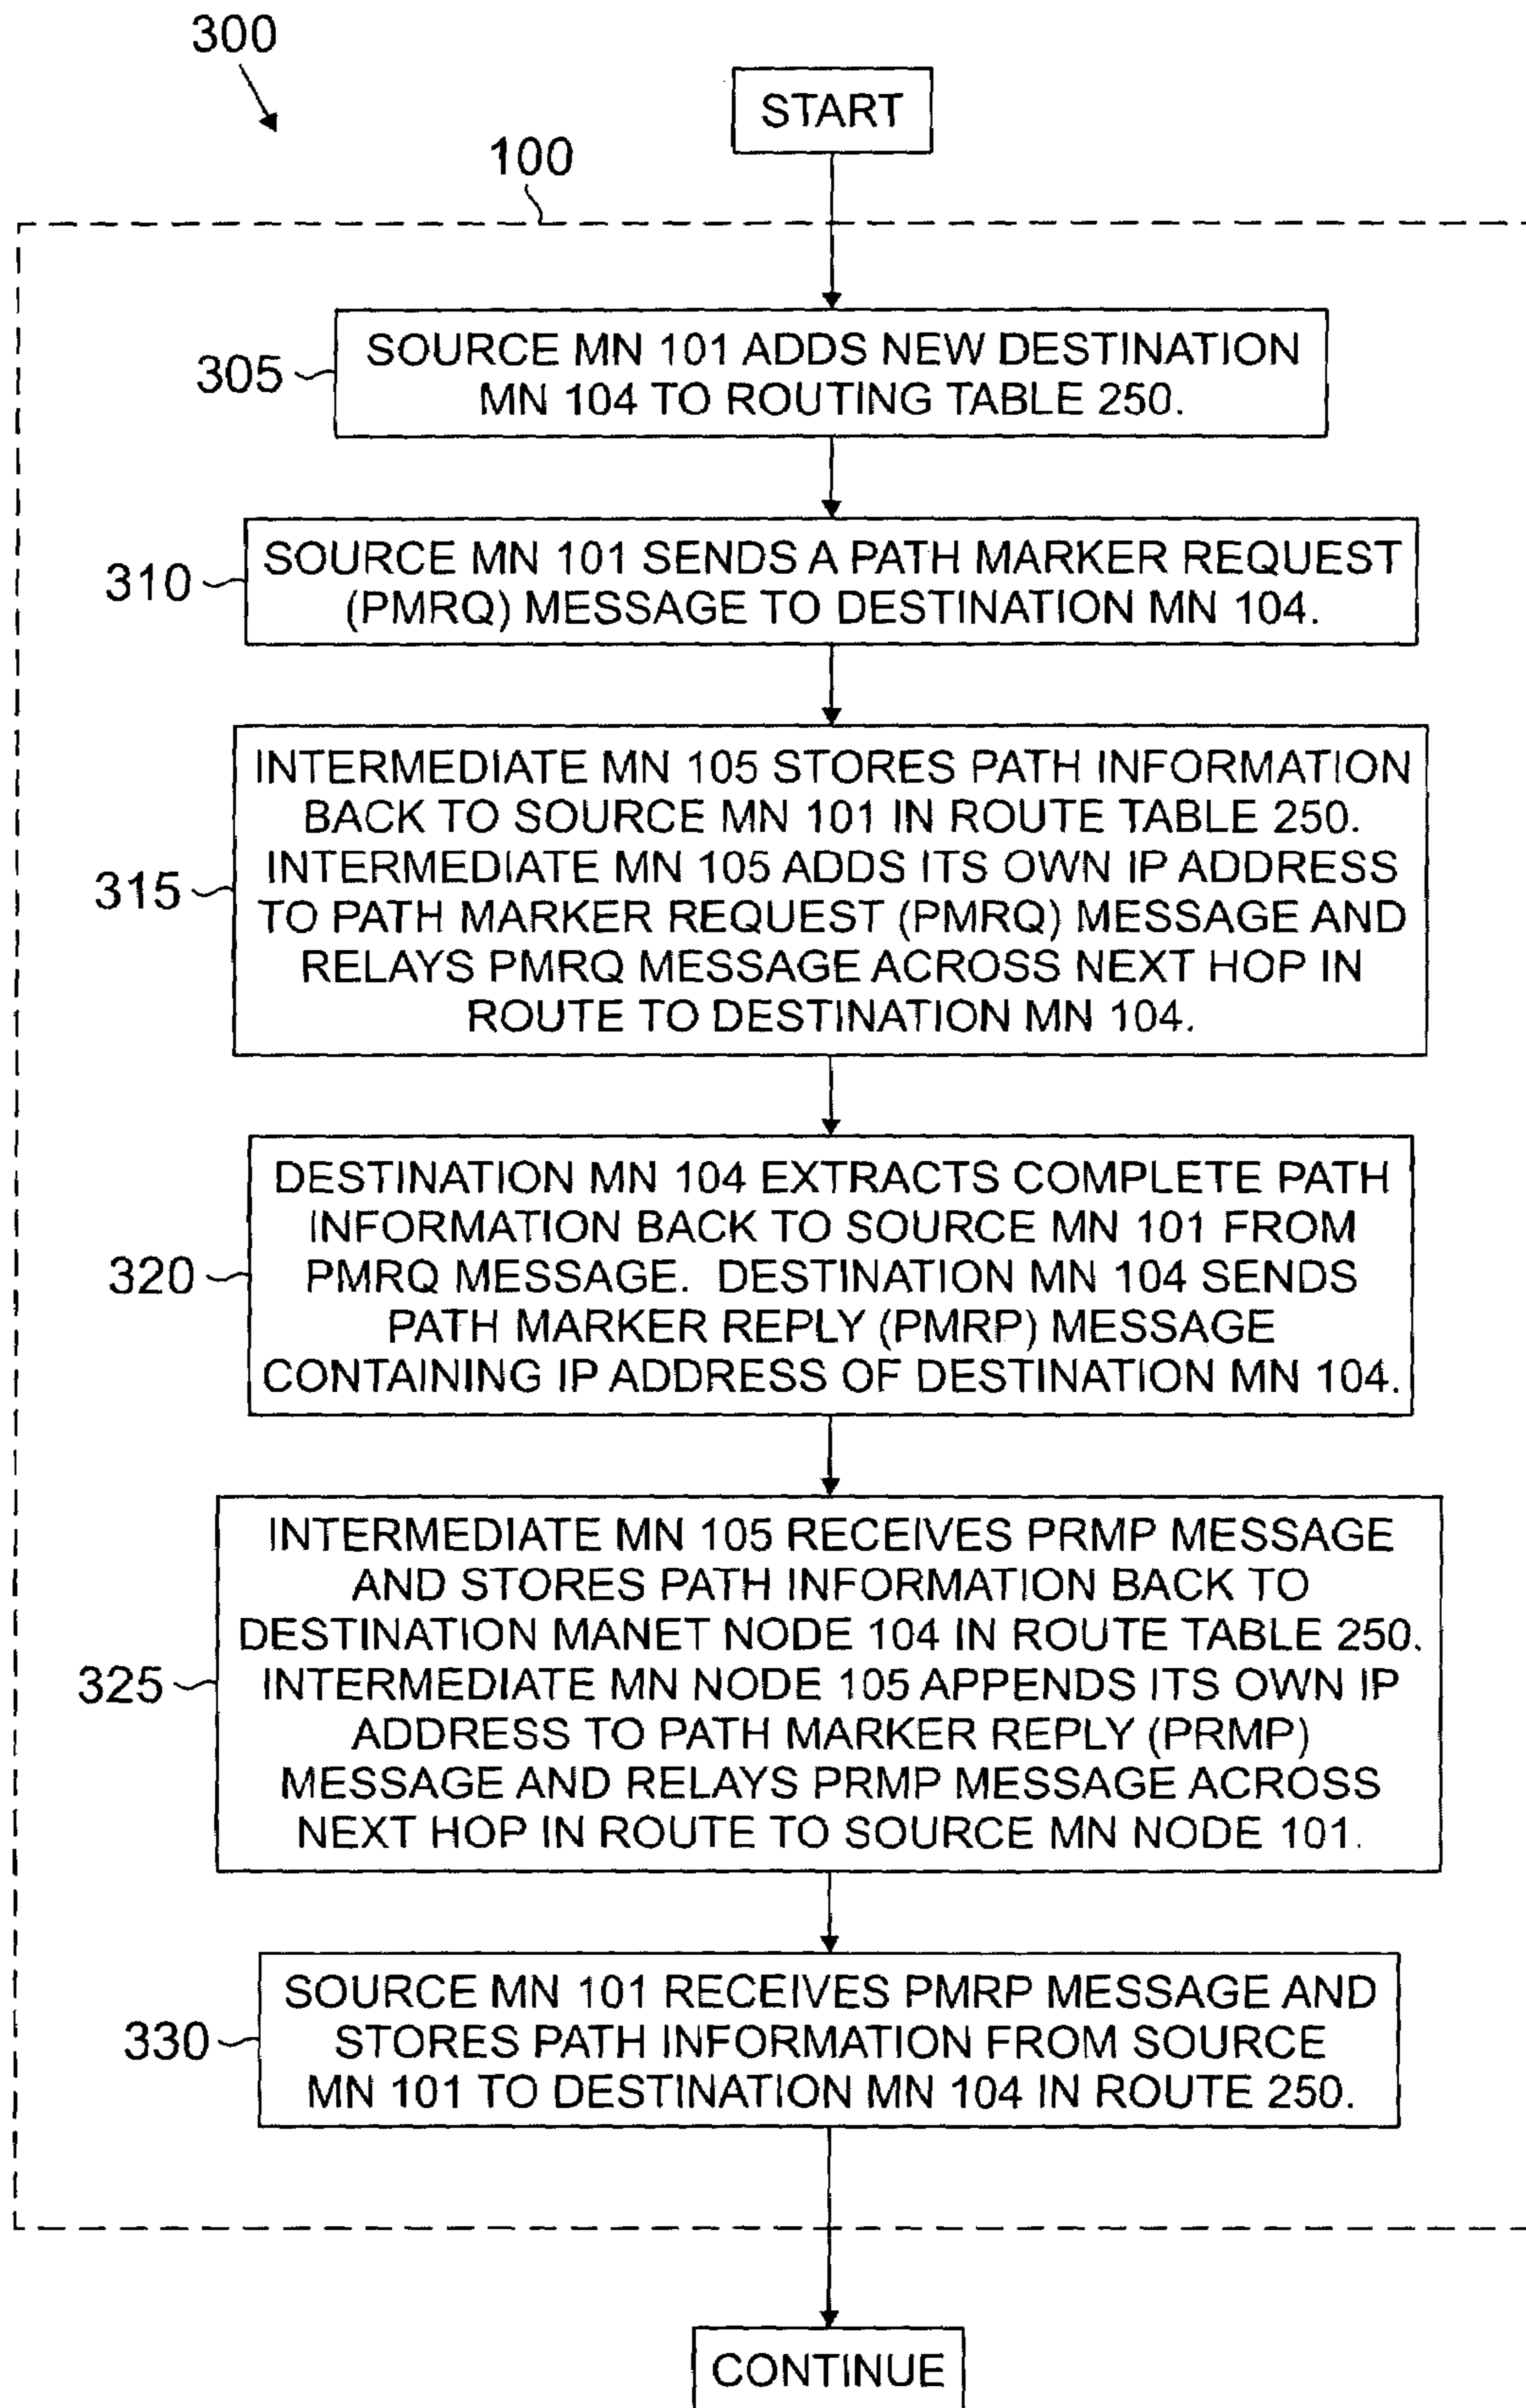 300
START
100
305
SOURCE MN 101 ADDS NEW DESTINATION
MN 104 TO ROUTING TABLE 250.
310
SOURCE MN 101 SENDS A PATH MARKER REQUEST
(PMRQ) MESSAGE TO DESTINATION MN 104.
315
INTERMEDIATE MN 105 STORES PATH INFORMATION
BACK TO SOURCE MN 101 IN ROUTE TABLE 250.
INTERMEDIATE MN 105 ADDS ITS OWN IP ADDRESS
TO PATH MARKER REQUEST (PMRQ) MESSAGE AND
RELAYS PMRQ MESSAGE ACROSS NEXT HOP IN
ROUTE TO DESTINATION MN 104.
320
DESTINATION MN 104 EXTRACTS COMPLETE PATH
INFORMATION BACK TO SOURCE MN 101 FROM
PMRQ MESSAGE. DESTINATION MN 104 SENDS
PATH MARKER REPLY (PMRP) MESSAGE
CONTAINING IP ADDRESS OF DESTINATION MN 104.
325
INTERMEDIATE MN 105 RECEIVES PRMP MESSAGE
AND STORES PATH INFORMATION BACK TO
DESTINATION MANET NODE 104 IN ROUTE TABLE 250.
INTERMEDIATE MN NODE 105 APPENDS ITS OWN IP
ADDRESS TO PATH MARKER REPLY (PRMP)
MESSAGE AND RELAYS PRMP MESSAGE ACROSS
NEXT HOP IN ROUTE TO SOURCE MN NODE 101.
330
SOURCE MN 101 RECEIVES PMRP MESSAGE AND
STORES PATH INFORMATION FROM SOURCE
MN 101 TO DESTINATION MN 104 IN ROUTE 250.
CONTINUE